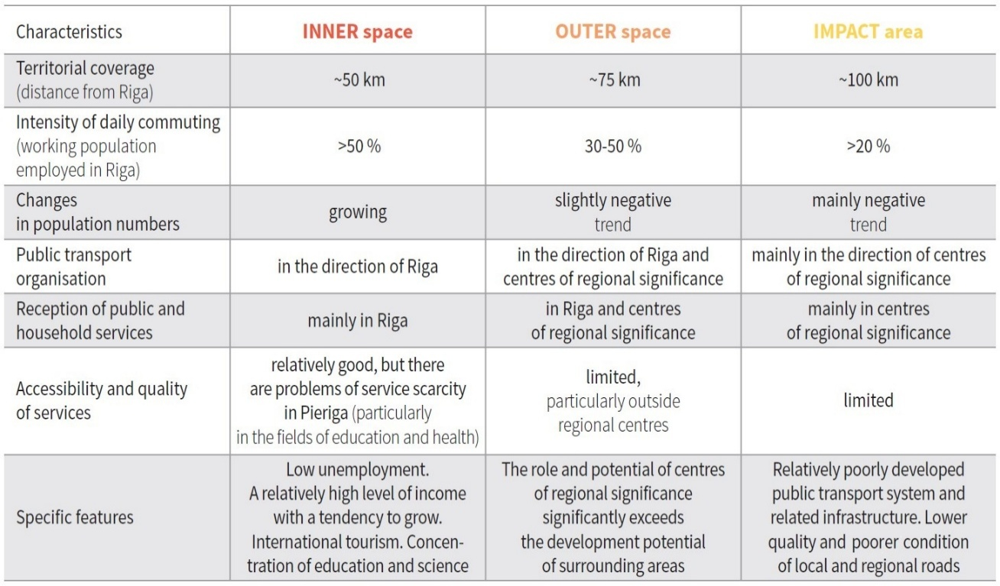 Characteristics
INNER space
OUTER space
IMPACT area
Territorial coverage
(distance from Riga)
~50 km
~75 km
~100 km
Intensity of daily commuting
(working population
employed in Riga)
>50 %
30-50 %
>20 %
Changes
in population numbers
growing
slightly negative
trend
mainly negative
trend
Public transport
organisation
in the direction of Riga
in the direction of Riga and
centres of regional significance
mainly in the direction of centres
of regional significance
Reception of public and
household services
mainly in Riga
in Riga and centres
of regional significance
mainly in centres
of regional significance
Accessibility and quality
of services
relatively good, but there
are problems of service scarcity
in Pieriga (particularly
in the fields of education and health)
limited,
particularly outside
regional centres
limited
Specific features
Low unemployment.
A relatively high level of income
with a tendency to grow.
International tourism. Concen-
tration of education and science
The role and potential of centres
of regional significance
significantly exceeds
the development potential
of surrounding areas
Relatively poorly developed
public transport system and
related infrastructure. Lower
quality and poorer condition
of local and regional roads